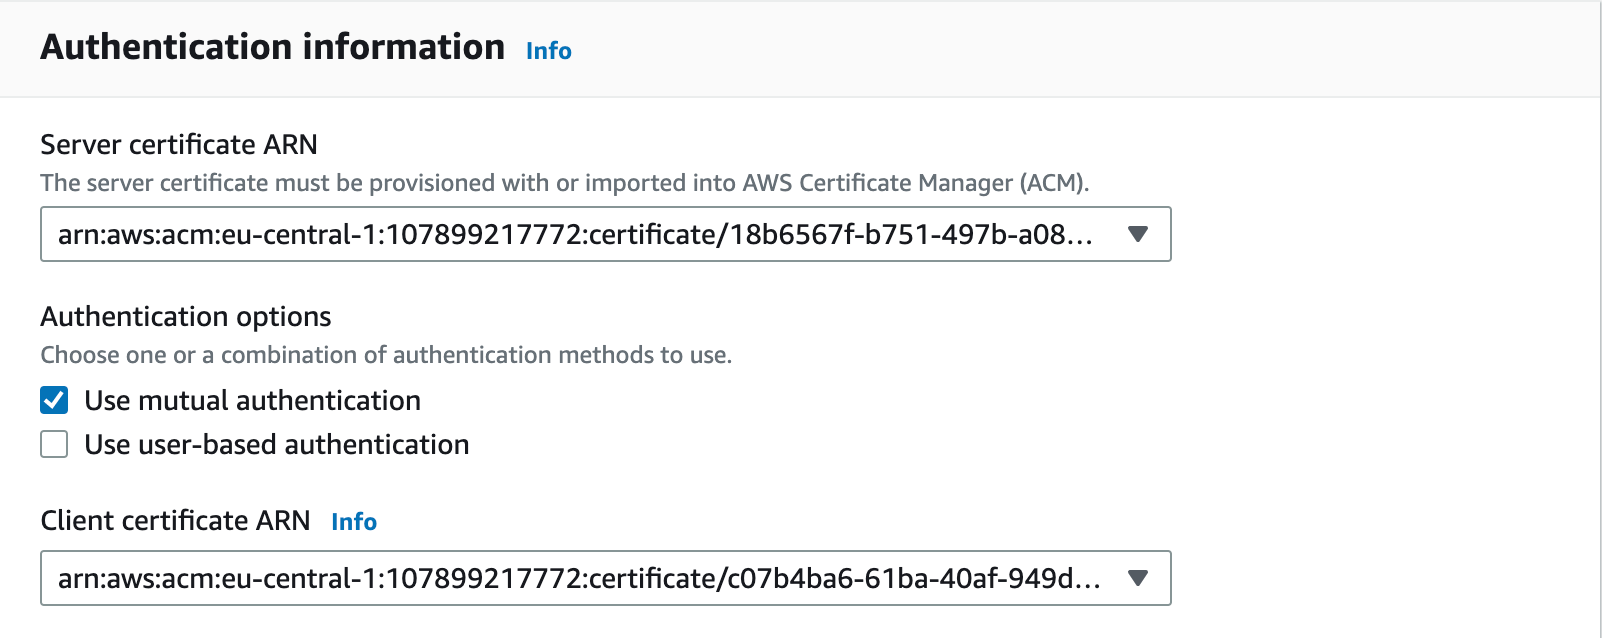 Authentication information Info
Server certificate ARN
The server certificate must be provisioned with or imported into AWS Certificate Manager (ACM).
arn:aws:acm:eu-central-1:107899217772:certificate/18b6567f-b751-497b-a08...
Authentication options
Choose one or a combination of authentication methods to use.
Use mutual authentication
Use user-based authentication
Client certificate ARN Info
arn:aws:acm:eu-central-1:107899217772:certificate/c07b4ba6-61ba-40af-949d...